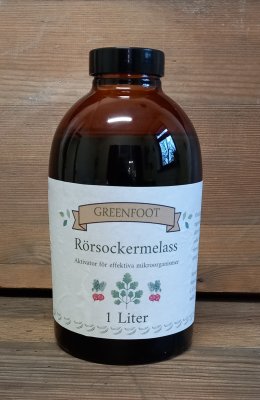 GREENFOOT
Rörsockermelass
Aktivator för effektiva mikroorganismer
1 Liter